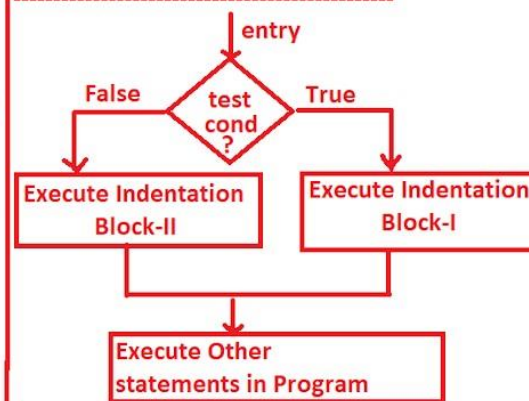 entry
False
True
test
cond
?
Execute Indentation
Block-II
Execute Indentation
Block-I
Execute Other
statements in Program